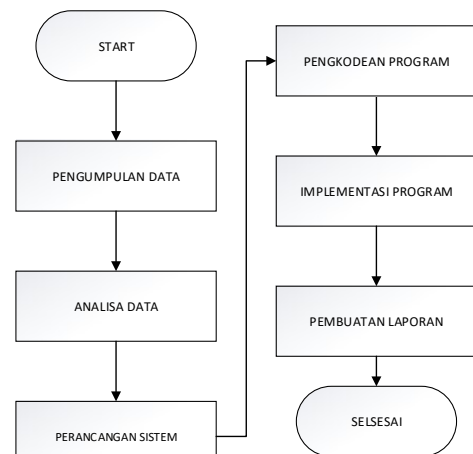 START
PENGUMPULAN DATA
ANALISA DATA
PERANCANGAN SISTEM
PENGKODEAN PROGRAM
IMPLEMENTASI PROGRAM
PEMBUATAN LAPORAN
SELSESAI